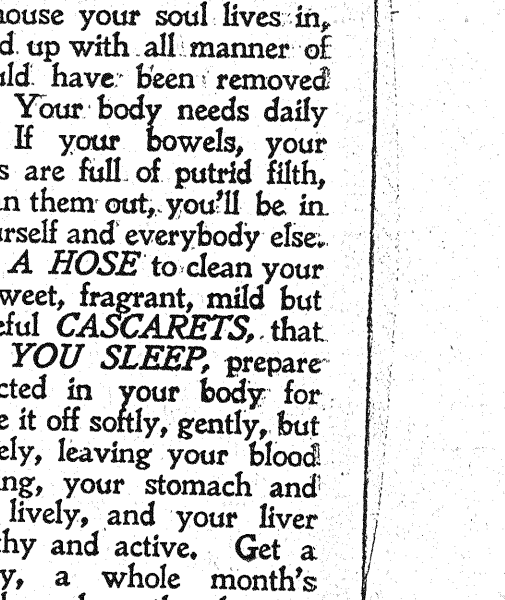 house your soul lives in,
d up with all manner of
uld have been removed
Your body needs daily
If your bowels, your
s are full of putrid filth,
n them out, you'll be in
urself and everybody else.
A HOSE to clean your
weet, fragrant, mild but
eful CASCARETS, that
YOU SLEEP, prepare
cted in your body for
e it off softly, gently, but
ely, leaving your blood
ng, your stomach and
lively, and your liver
hy and active. Get a
y, a whole month's